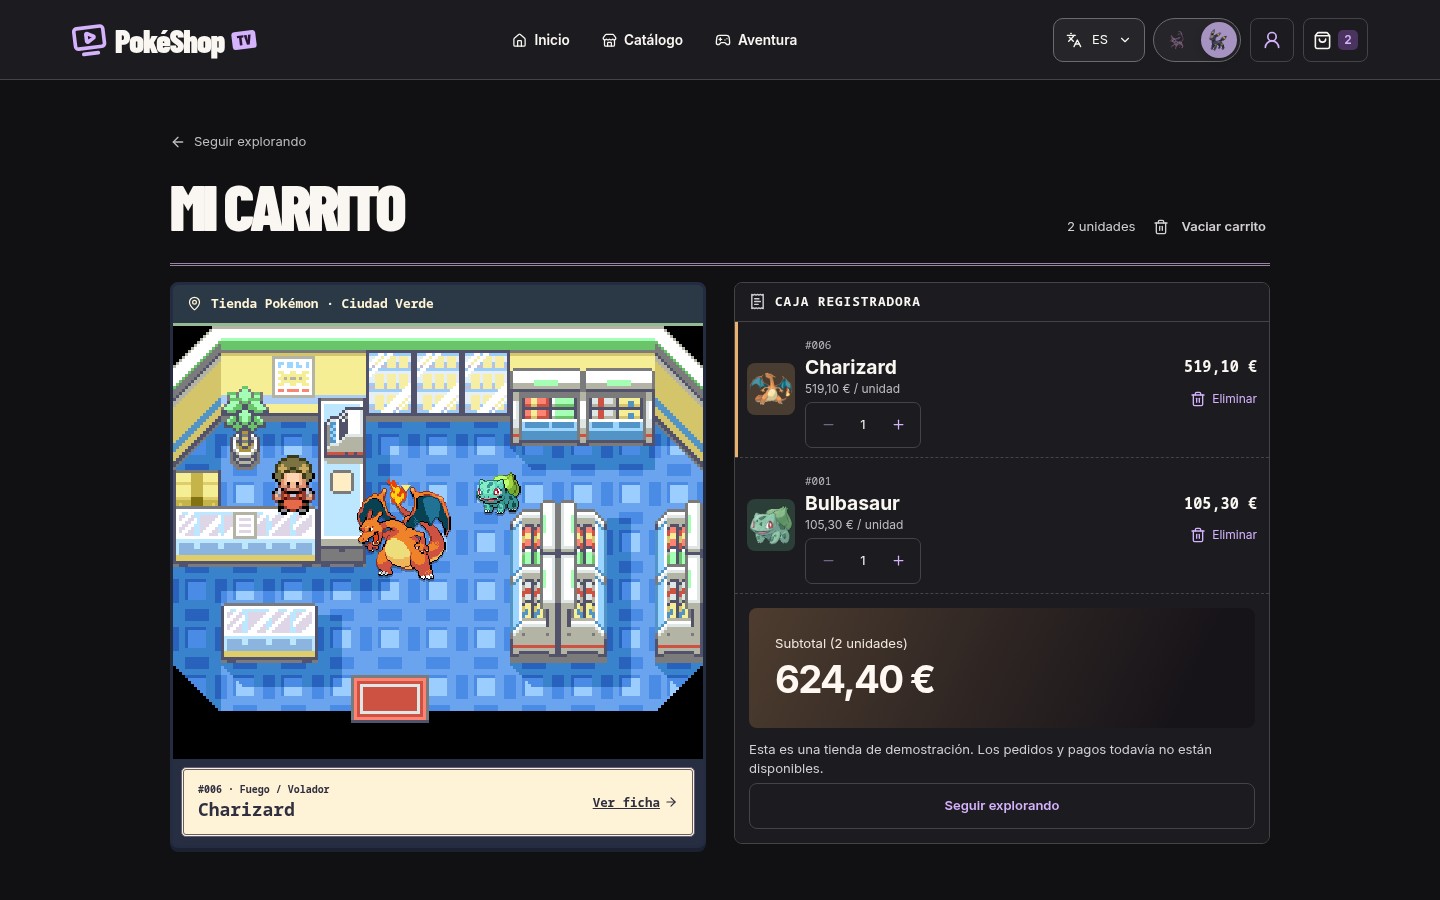 PokéShop TV
Inicio
Catálogo
Aventura
ES
2
Seguir explorando
MI CARRITO
2 unidades
Vaciar carrito
Tienda Pokémon · Ciudad Verde
#006 · Fuego / Volador
Charizard
Ver ficha
CAJA REGISTRADORA
#006
Charizard
519,10 € / unidad
1
519,10 €
Eliminar
#001
Bulbasaur
105,30 € / unidad
1
105,30 €
Eliminar
Subtotal (2 unidades)
624,40 €
Esta es una tienda de demostración. Los pedidos y pagos todavía no están
disponibles.
Seguir explorando